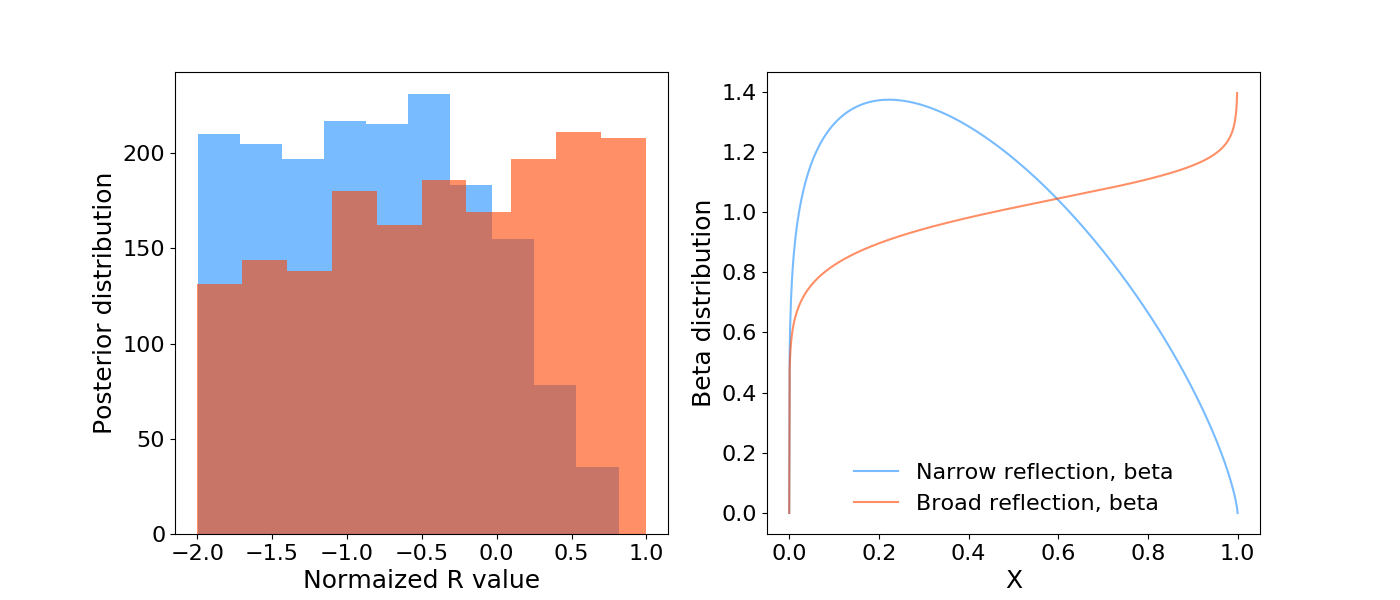 Posterior distribution
200
150
100
50
0
−2.0 −1.5 −1.0 −0.5 0.0 0.5 1.0
Normaized R value
Beta distribution
1.4
1.2
1.0
0.8
0.6
0.4
0.2
0.0
Narrow reflection, beta
Broad reflection, beta
0.0 0.2 0.4 0.6 0.8 1.0
X